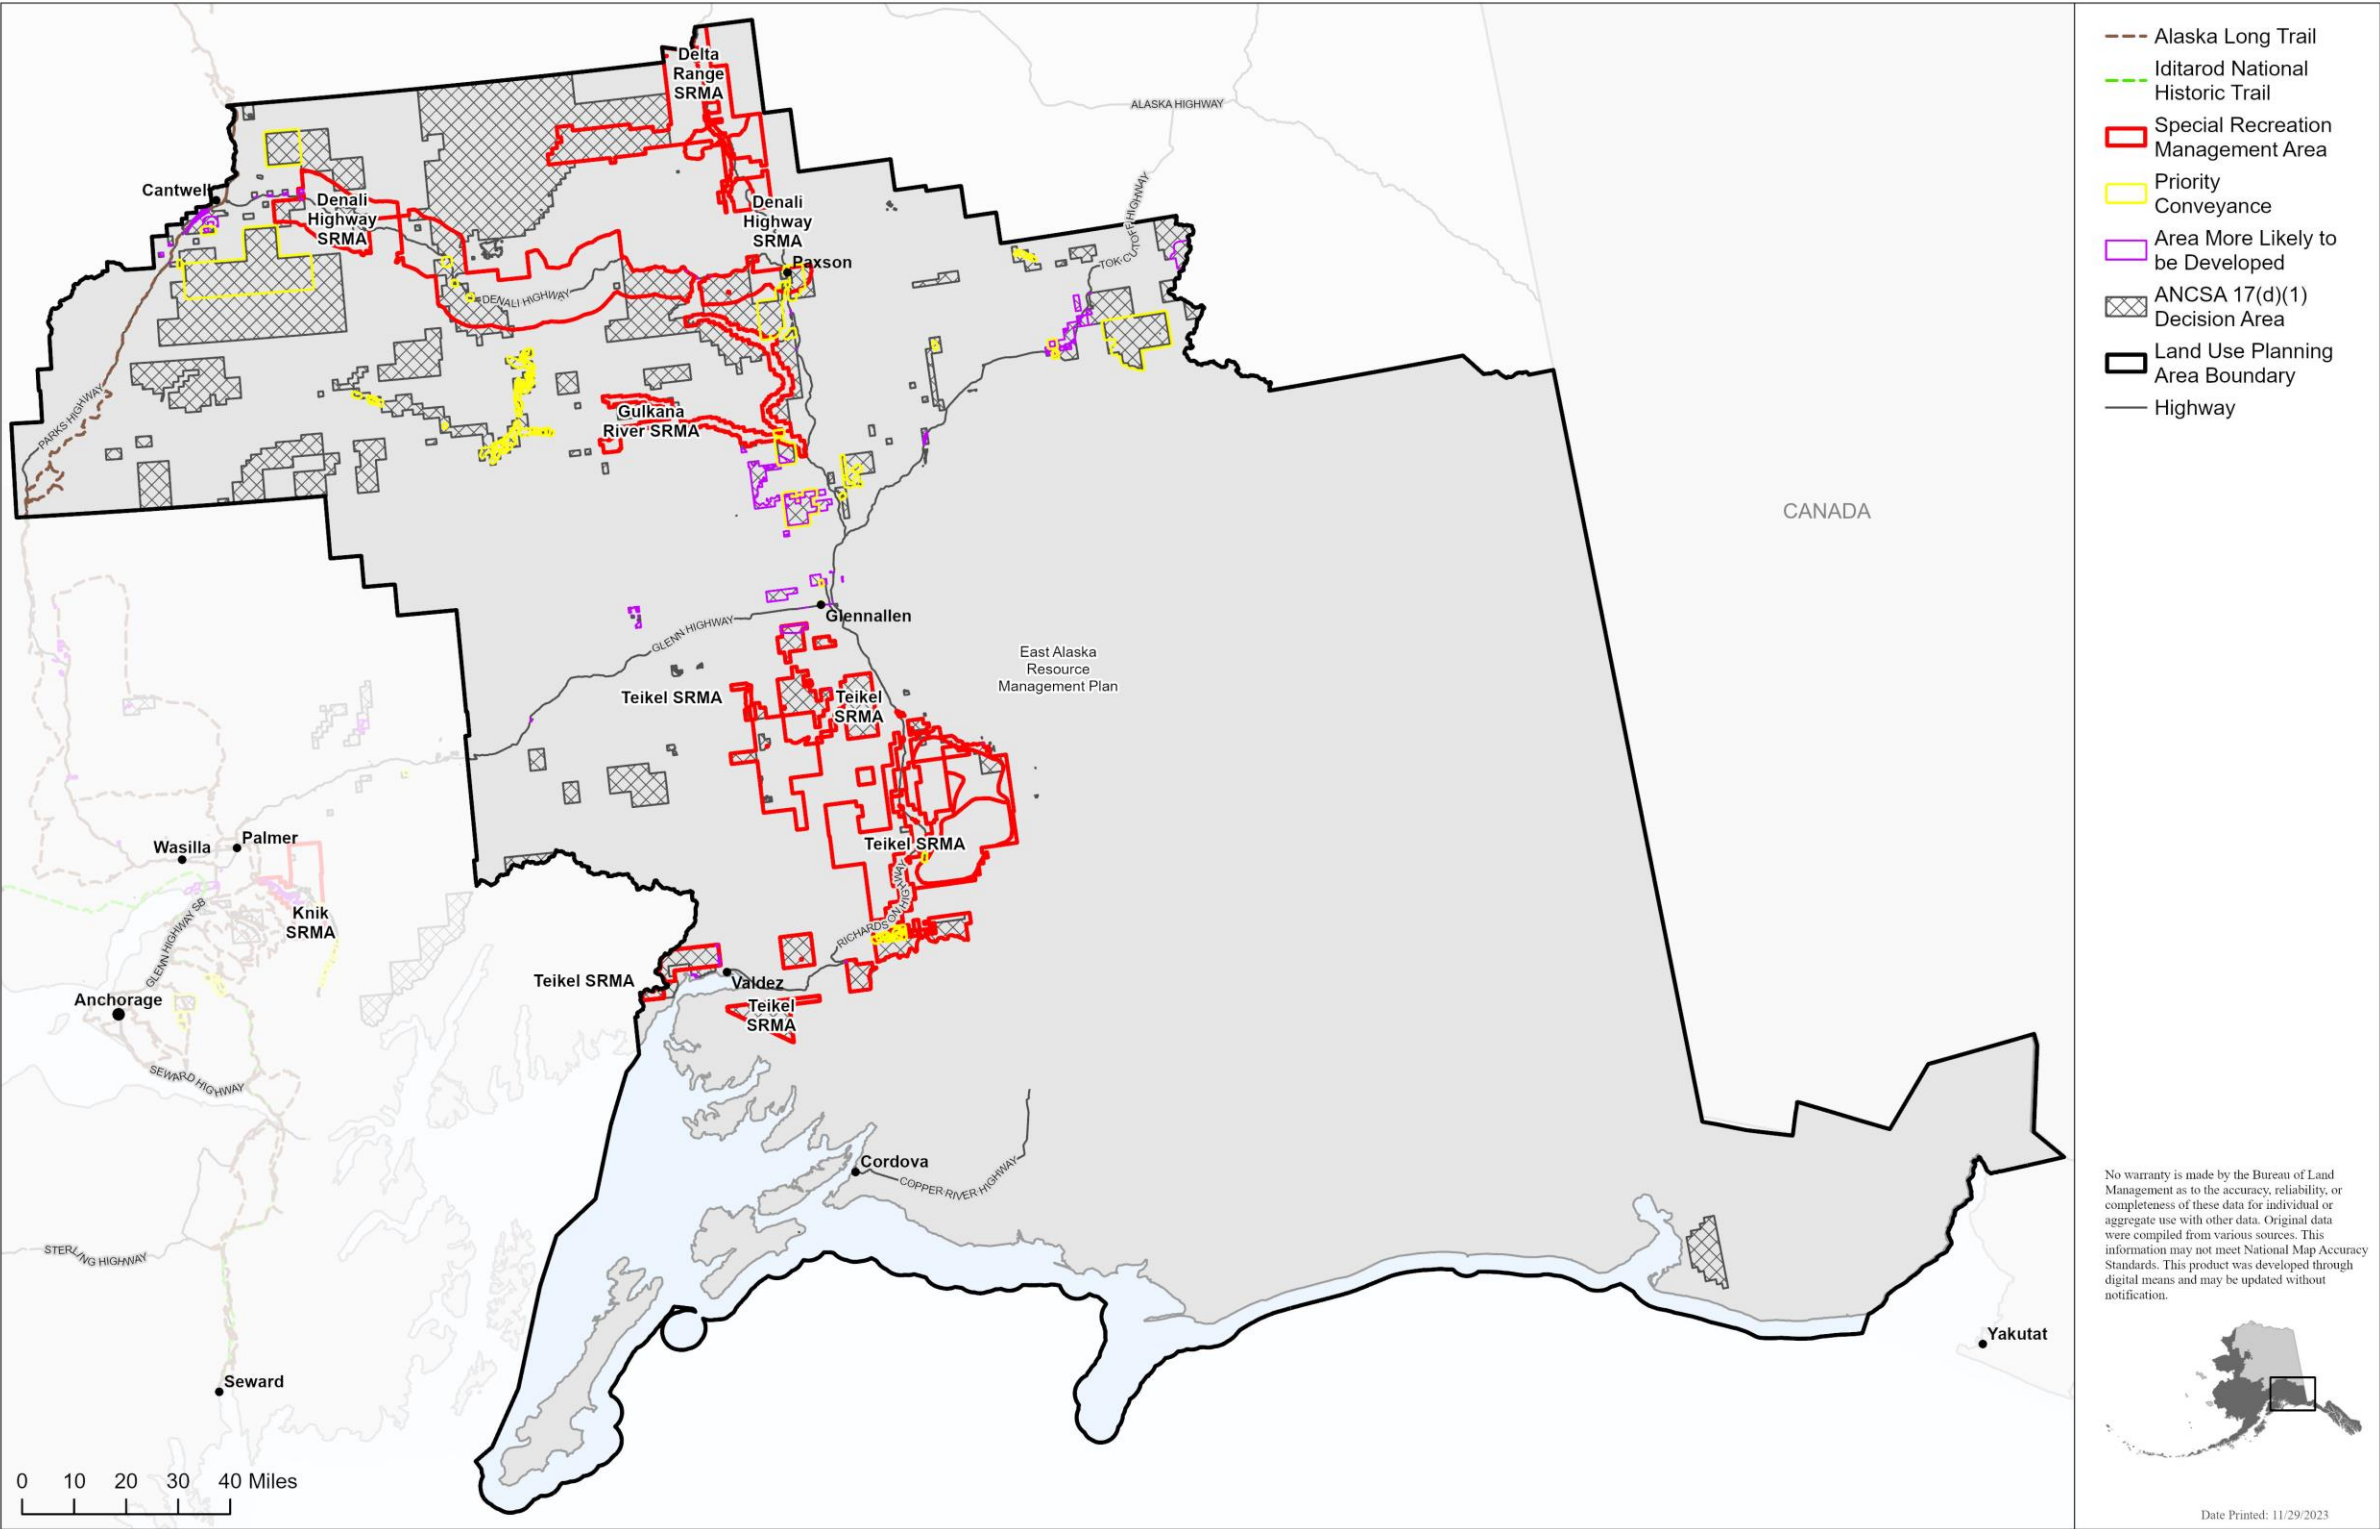 Delta
Range
SRMA
ALASKA HIGHWAY
Cantwell
Denali
Highway
SRMA
Denali
Highway
SRMA
Paxson
TOK CUTOFF HIGHWAY
DENALI HIGHWAY
PARKS HIGHWAY
Gulkana
River SRMA
CANADA
Glennallen
GLENN HIGHWAY
East Alaska
Resource
Management Plan
Teikel SRMA
Teikel
SRMA
Wasilla
Palmer
Teikel SRMA
Knik
SRMA
GLENN HIGHWAY SB
RICHARDSON HIGHWAY
Anchorage
Teikel SRMA
Valdez
Teikel
SRMA
SEWARD HIGHWAY
Cordova
COPPER RIVER HIGHWAY
STERLING HIGHWAY
Yakutat
Seward
0 10 20 30 40 Miles
Alaska Long Trail
Iditarod National
Historic Trail
Special Recreation
Management Area
Priority
Conveyance
Area More Likely to
be Developed
ANCSA 17(d)(1)
Decision Area
Land Use Planning
Area Boundary
Highway
No warranty is made by the Bureau of Land
Management as to the accuracy, reliability, or
completeness of these data for individual or
aggregate use with other data. Original data
were compiled from various sources. This
information may not meet National Map Accuracy
Standards. This product was developed through
digital means and may be updated without
notification.
Date Printed: 11/29/2023